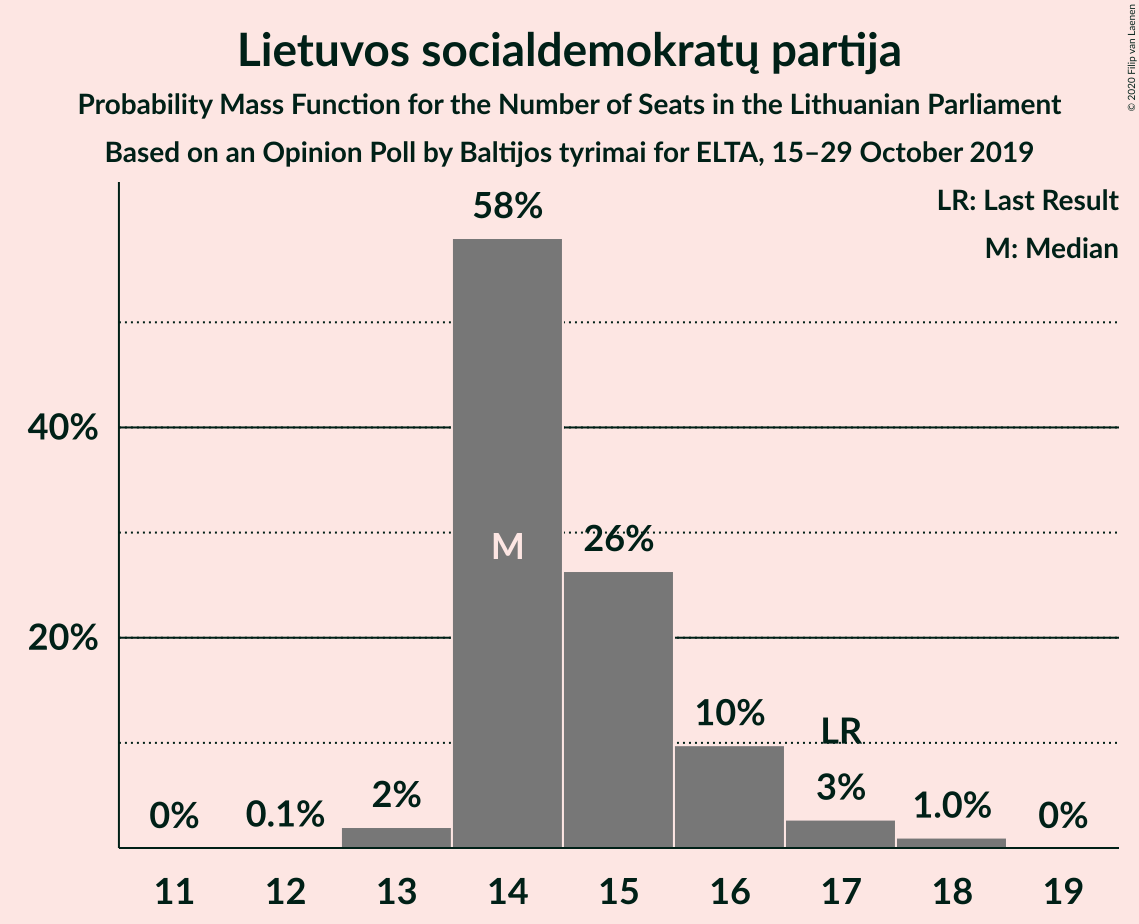 Lietuvos socialdemokratų partija
Probability Mass Function for the Number of Seats in the Lithuanian Parliament
Based on an Opinion Poll by Baltijos tyrimai for ELTA, 15–29 October 2019
© 2020 Filip van Laenen
LR: Last Result
M: Median
58%
40%
M
26%
20%
10%
LR
0%
0.1%
2%
3%
1.0%
0%
11 12 13 14 15 16 17 18 19